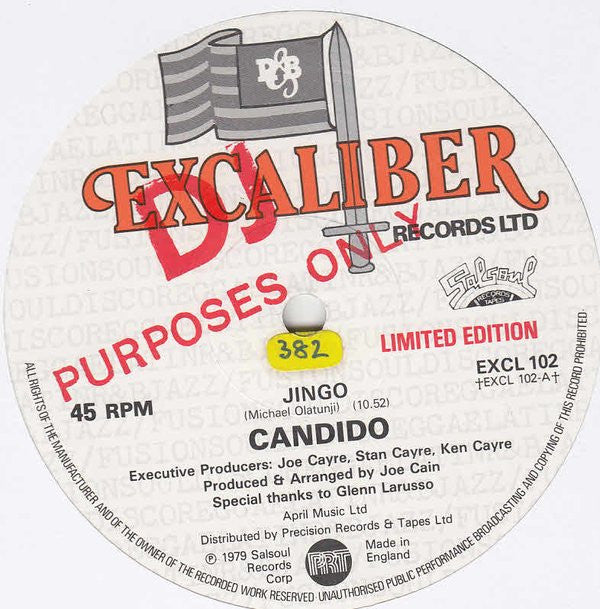 D&B
EXCALIBER
RECORDS LTD
DJ
PURPOSES ONLY
Salsoul
RECORDS
TAPES
LIMITED EDITION
382
45 RPM
EXCL 102
†EXCL 102-A†
JINGO
(Michael Olatunji) (10.52)
CANDIDO
Executive Producers: Joe Cayre, Stan Cayre, Ken Cayre
Produced & Arranged by Joe Cain
Special thanks to Glenn Larusso
April Music Ltd
Distributed by Precision Records & Tapes Ltd
℗ 1979 Salsoul
Records
Corp
PRT
Made in
England
ALL RIGHTS OF THE MANUFACTURER AND OF THE OWNER OF THE RECORDED WORK RESERVED·UNAUTHORISED PUBLIC PERFORMANCE BROADCASTING AND COPYING OF THIS RECORD PROHIBITED·